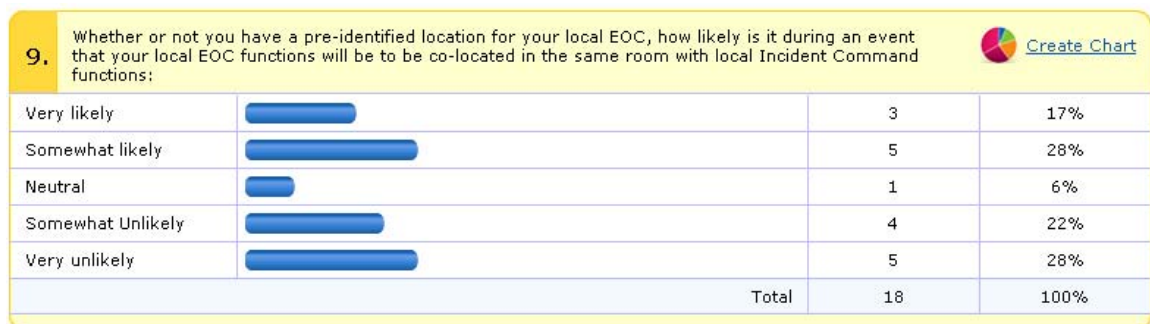 9. Whether or not you have a pre-identified location for your local EOC, how likely is it during an event
that your local EOC functions will be to be co-located in the same room with local Incident Command
functions:
Create Chart
Very likely 3 17%
Somewhat likely 5 28%
Neutral 1 6%
Somewhat Unlikely 4 22%
Very unlikely 5 28%
Total 18 100%